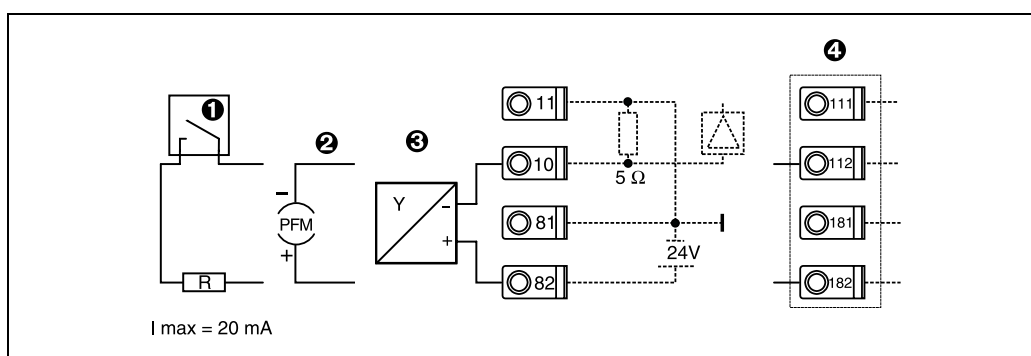 ❹
❶
11
111
❷
❸
10
112
5 Ω
−
Y
−
PFM
81
181
+
+
24V
R
82
182
I max = 20 mA